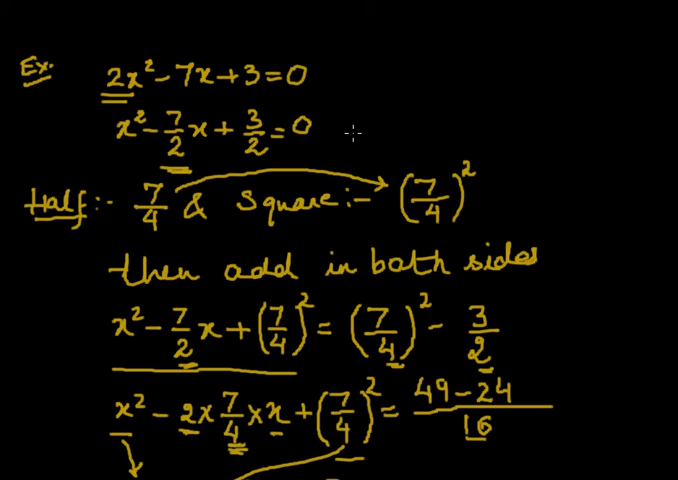 Ex. 2x² - 7x + 3 = 0
x² - 7/2 x + 3/2 = 0
Half :- 7/4 & Square :- (7/4)²
then add in both sides
x² - 7/2 x + (7/4)² = (7/4)² - 3/2
x² - 2 × 7/4 × x + (7/4)² = 49 - 24 / 16